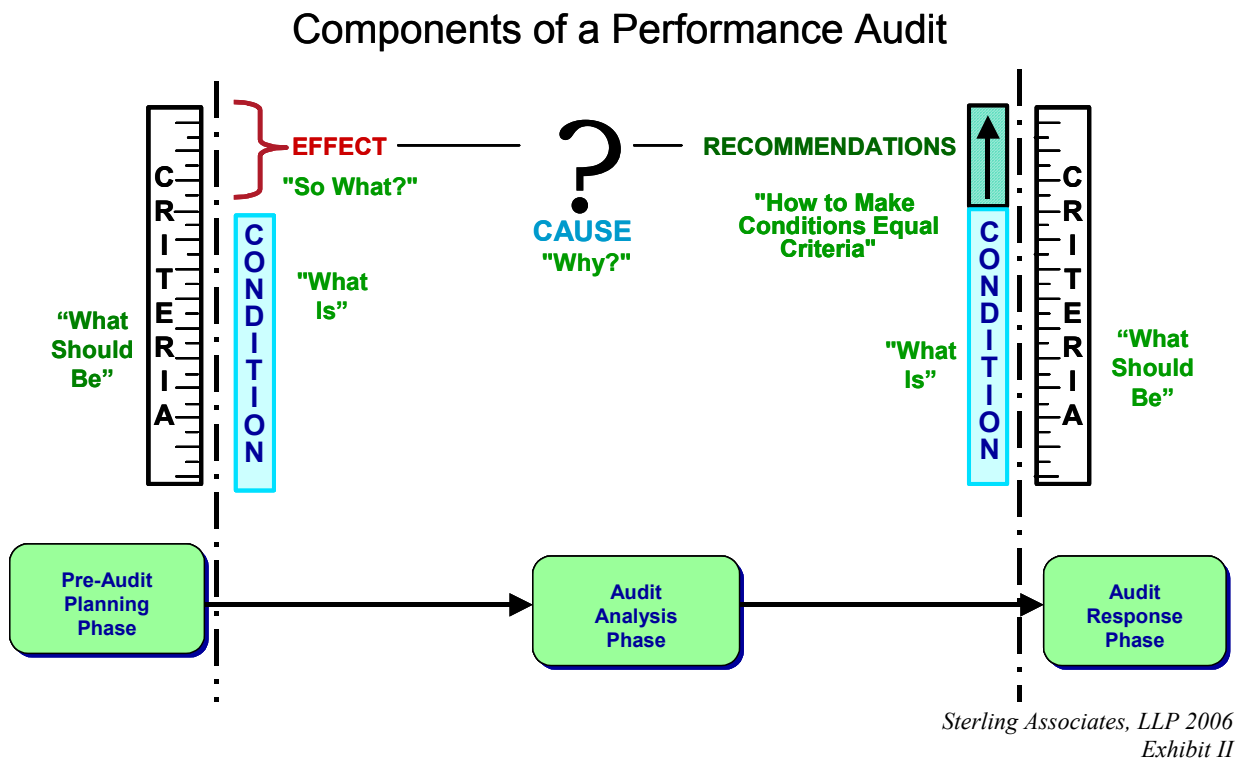 Components of a Performance Audit
CRITERIA
“What
Should
Be”
CONDITION
"What
Is”
EFFECT
"So What?"
?
CAUSE
"Why?"
RECOMMENDATIONS
"How to Make
Conditions Equal
Criteria"
"What
Is”
CONDITION
CRITERIA
“What
Should
Be”
Pre-Audit
Planning
Phase
Audit
Analysis
Phase
Audit
Response
Phase
Sterling Associates, LLP 2006
Exhibit II